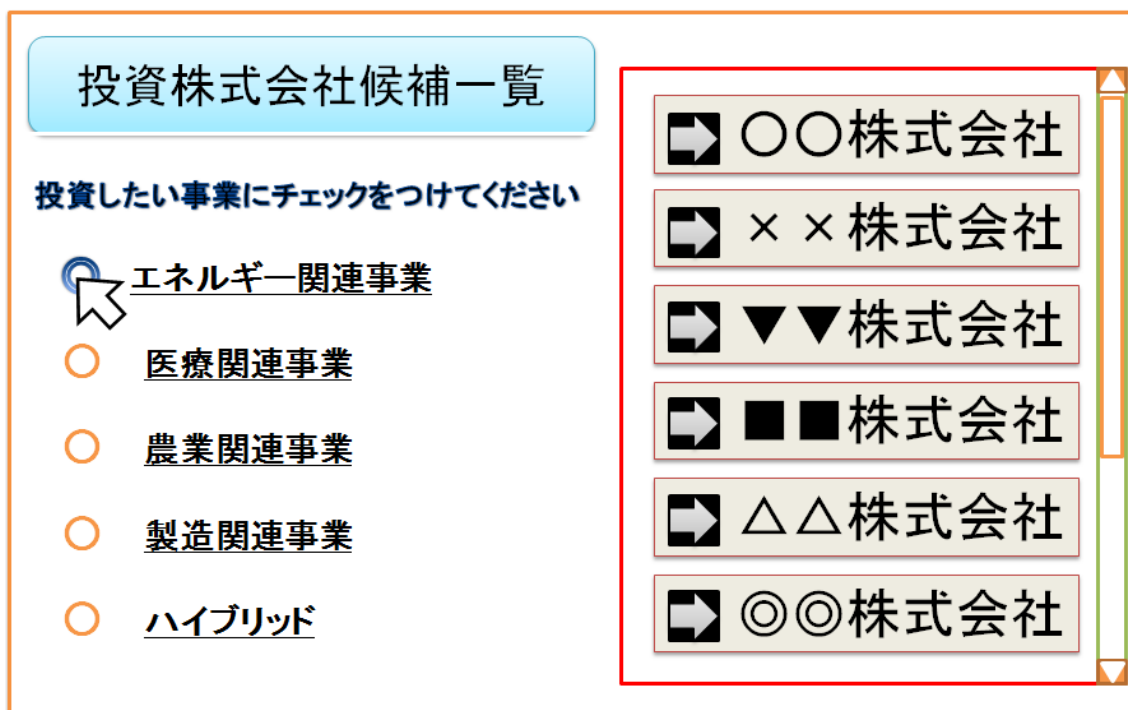 投資株式会社候補一覧
投資したい事業にチェックをつけてください
エネルギー関連事業
医療関連事業
農業関連事業
製造関連事業
ハイブリッド
○○株式会社
××株式会社
▼▼株式会社
■■株式会社
△△株式会社
◎◎株式会社